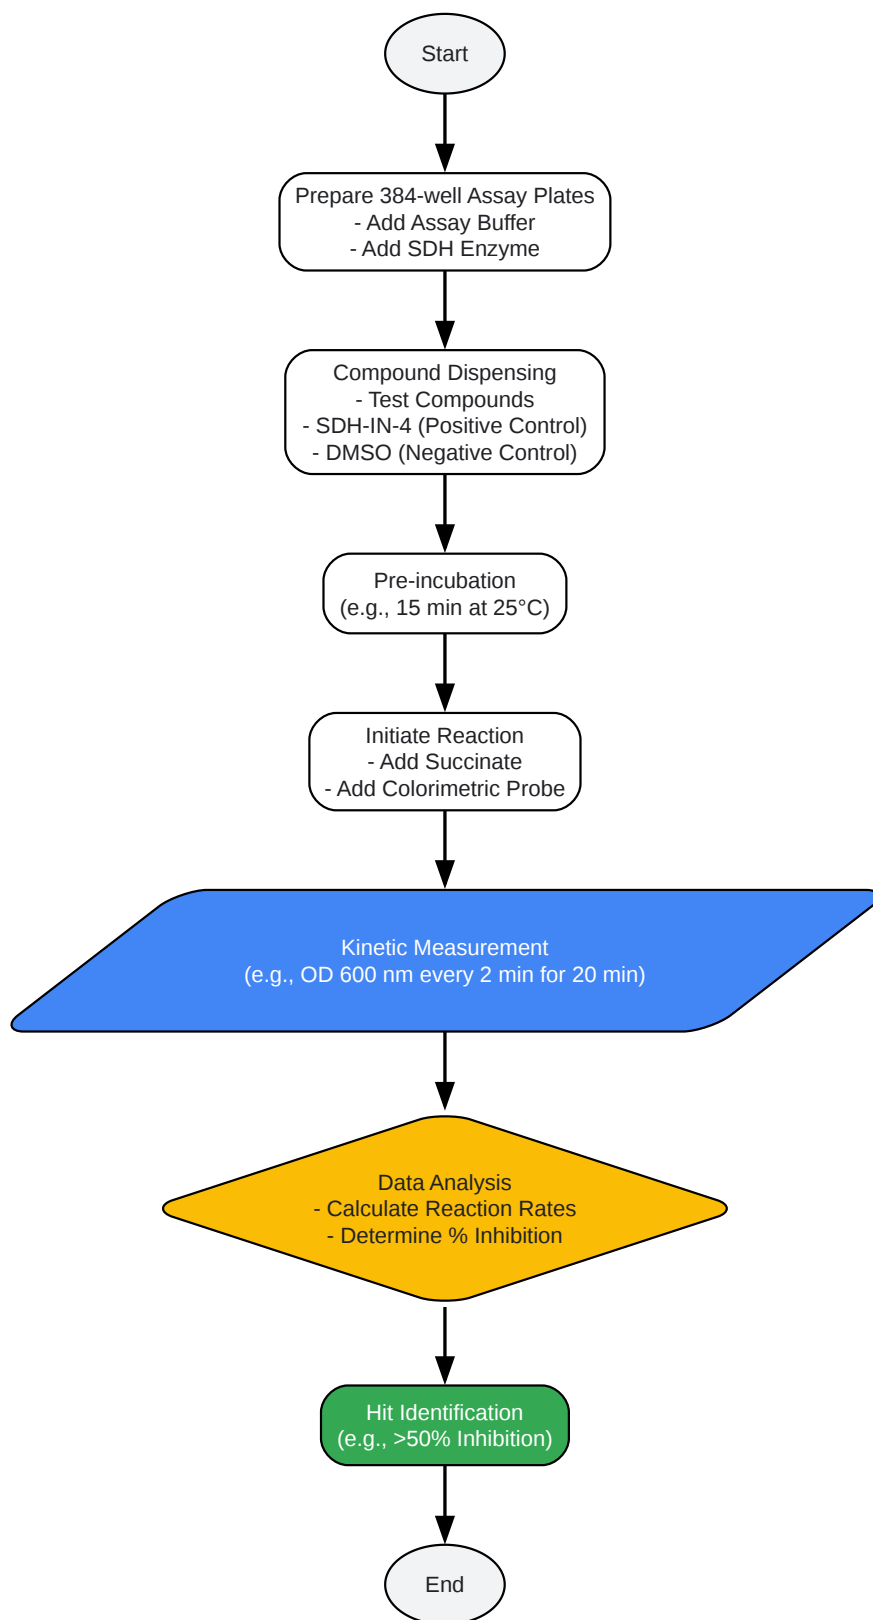 Start
Prepare 384-well Assay Plates
- Add Assay Buffer
- Add SDH Enzyme
Compound Dispensing
- Test Compounds
- SDH-IN-4 (Positive Control)
- DMSO (Negative Control)
Pre-incubation
(e.g., 15 min at 25°C)
Initiate Reaction
- Add Succinate
- Add Colorimetric Probe
Kinetic Measurement
(e.g., OD 600 nm every 2 min for 20 min)
Data Analysis
- Calculate Reaction Rates
- Determine % Inhibition
Hit Identification
(e.g., >50% Inhibition)
End